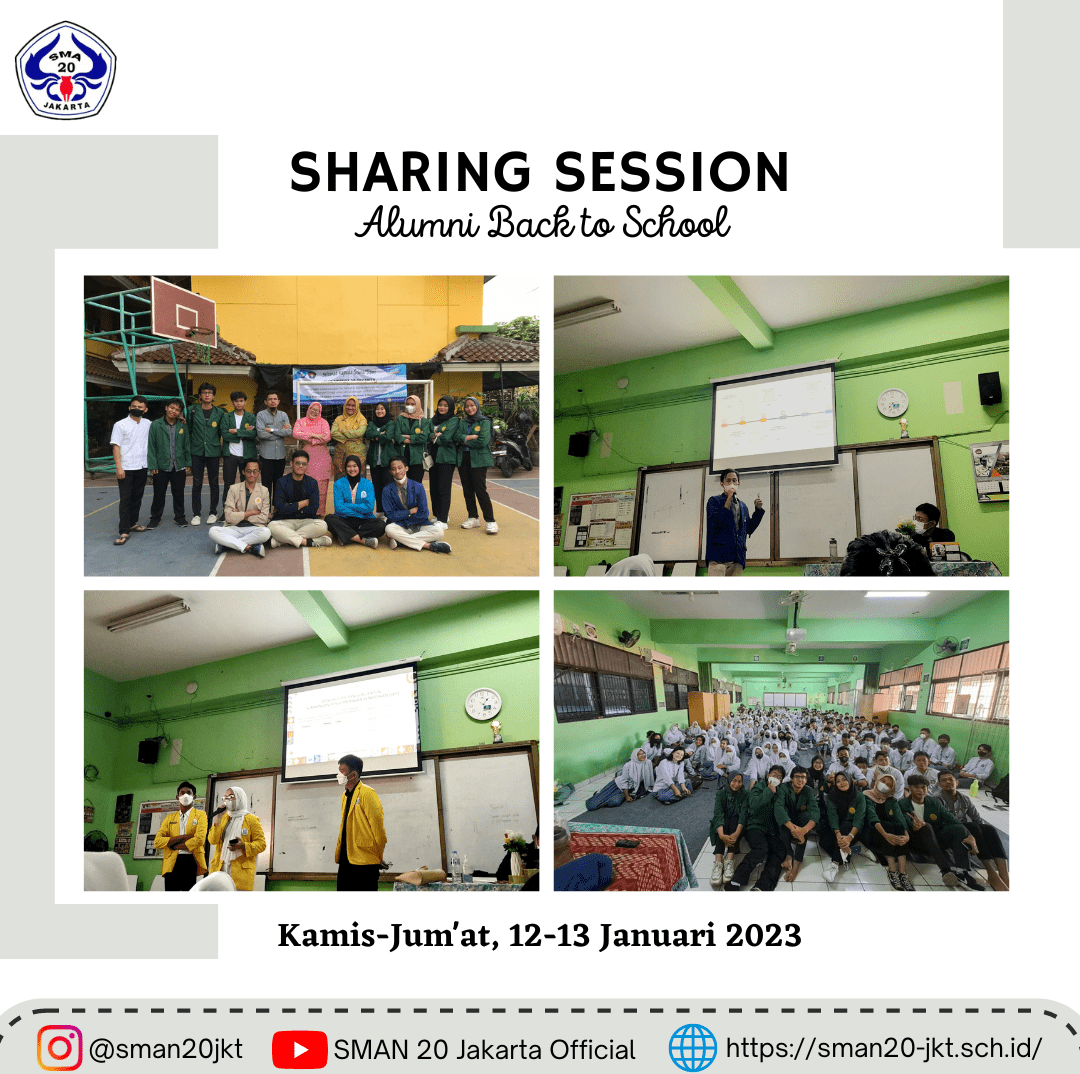 SMA
20
JAKARTA
SHARING SESSION
Alumni Back to School
Kamis-Jum'at, 12-13 Januari 2023
@sman20jkt
SMAN 20 Jakarta Official
https://sman20-jkt.sch.id/